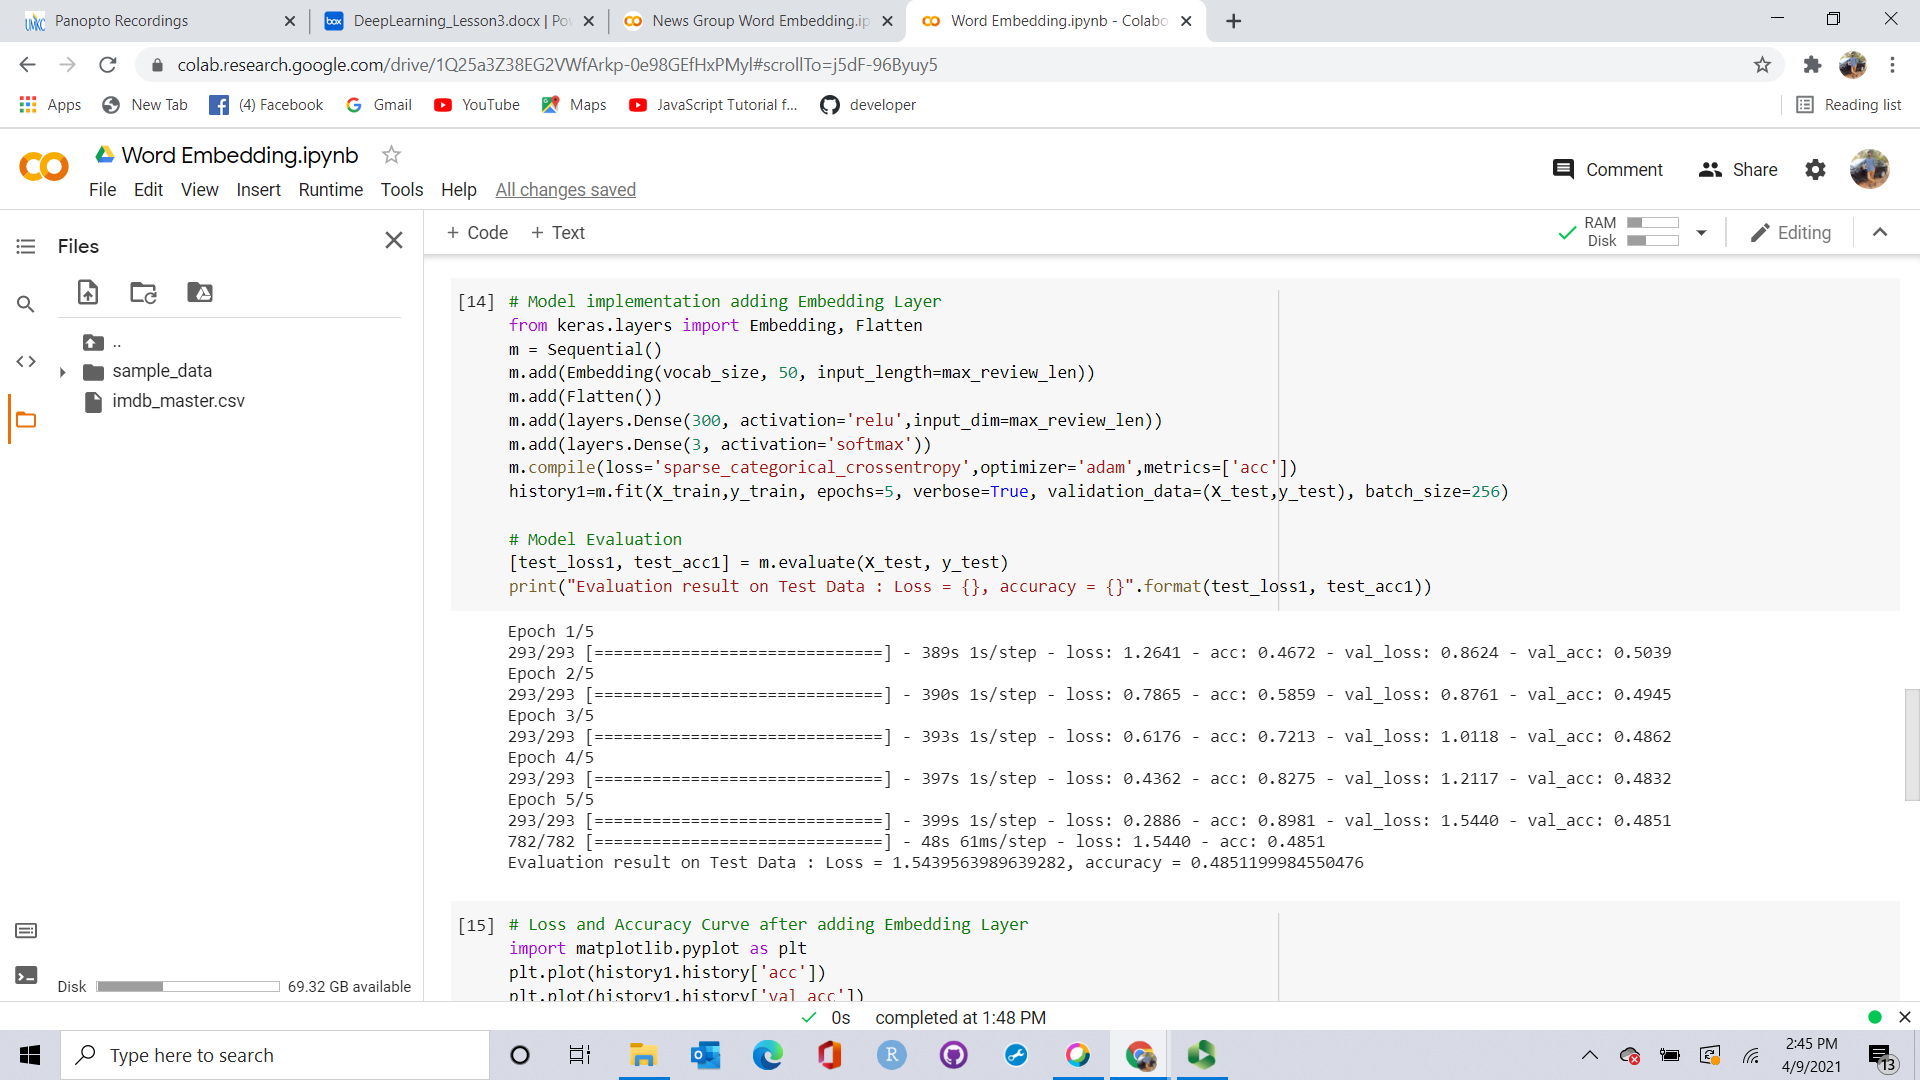 Panopto Recordings
DeepLearning_Lesson3.docx | Po
News Group Word Embedding.ip
Word Embedding.ipynb - Colabo
colab.research.google.com/drive/1Q25a3Z38EG2VWfArkp-0e98GEfHxPMyl#scrollTo=j5dF-96Byuy5
Apps New Tab (4) Facebook Gmail YouTube Maps JavaScript Tutorial f... developer Reading list
Word Embedding.ipynb
File Edit View Insert Runtime Tools Help All changes saved
Comment Share
Files
+ Code + Text
RAM
Disk
Editing
..
sample_data
imdb_master.csv
Disk 69.32 GB available
[14] # Model implementation adding Embedding Layer
from keras.layers import Embedding, Flatten
m = Sequential()
m.add(Embedding(vocab_size, 50, input_length=max_review_len))
m.add(Flatten())
m.add(layers.Dense(300, activation='relu',input_dim=max_review_len))
m.add(layers.Dense(3, activation='softmax'))
m.compile(loss='sparse_categorical_crossentropy',optimizer='adam',metrics=['acc'])
history1=m.fit(X_train,y_train, epochs=5, verbose=True, validation_data=(X_test,y_test), batch_size=256)
# Model Evaluation
[test_loss1, test_acc1] = m.evaluate(X_test, y_test)
print("Evaluation result on Test Data : Loss = {}, accuracy = {}".format(test_loss1, test_acc1))
Epoch 1/5
293/293 [==============================] - 389s 1s/step - loss: 1.2641 - acc: 0.4672 - val_loss: 0.8624 - val_acc: 0.5039
Epoch 2/5
293/293 [==============================] - 390s 1s/step - loss: 0.7865 - acc: 0.5859 - val_loss: 0.8761 - val_acc: 0.4945
Epoch 3/5
293/293 [==============================] - 393s 1s/step - loss: 0.6176 - acc: 0.7213 - val_loss: 1.0118 - val_acc: 0.4862
Epoch 4/5
293/293 [==============================] - 397s 1s/step - loss: 0.4362 - acc: 0.8275 - val_loss: 1.2117 - val_acc: 0.4832
Epoch 5/5
293/293 [==============================] - 399s 1s/step - loss: 0.2886 - acc: 0.8981 - val_loss: 1.5440 - val_acc: 0.4851
782/782 [==============================] - 48s 61ms/step - loss: 1.5440 - acc: 0.4851
Evaluation result on Test Data : Loss = 1.5439563989639282, accuracy = 0.4851199984550476
[15] # Loss and Accuracy Curve after adding Embedding Layer
import matplotlib.pyplot as plt
plt.plot(history1.history['acc'])
plt.plot(history1.history['val_acc'])
0s completed at 1:48 PM
Type here to search
2:45 PM
4/9/2021
13